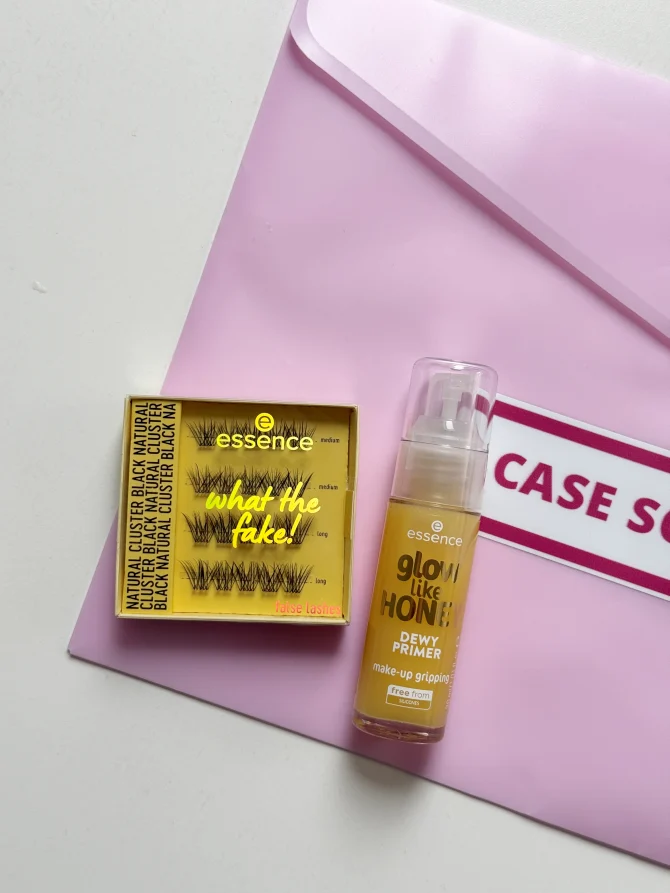 NATURAL CLUSTER BLACK NATURAL
CLUSTER BLACK NATURAL CLUSTER
BLACK NATURAL CLUSTER BLACK NA
e
essence
medium
medium
what the
fake!
long
long
false lashes
e
essence
glow
like
HONE
DEWY
PRIMER
make-up gripping
free from
CASE